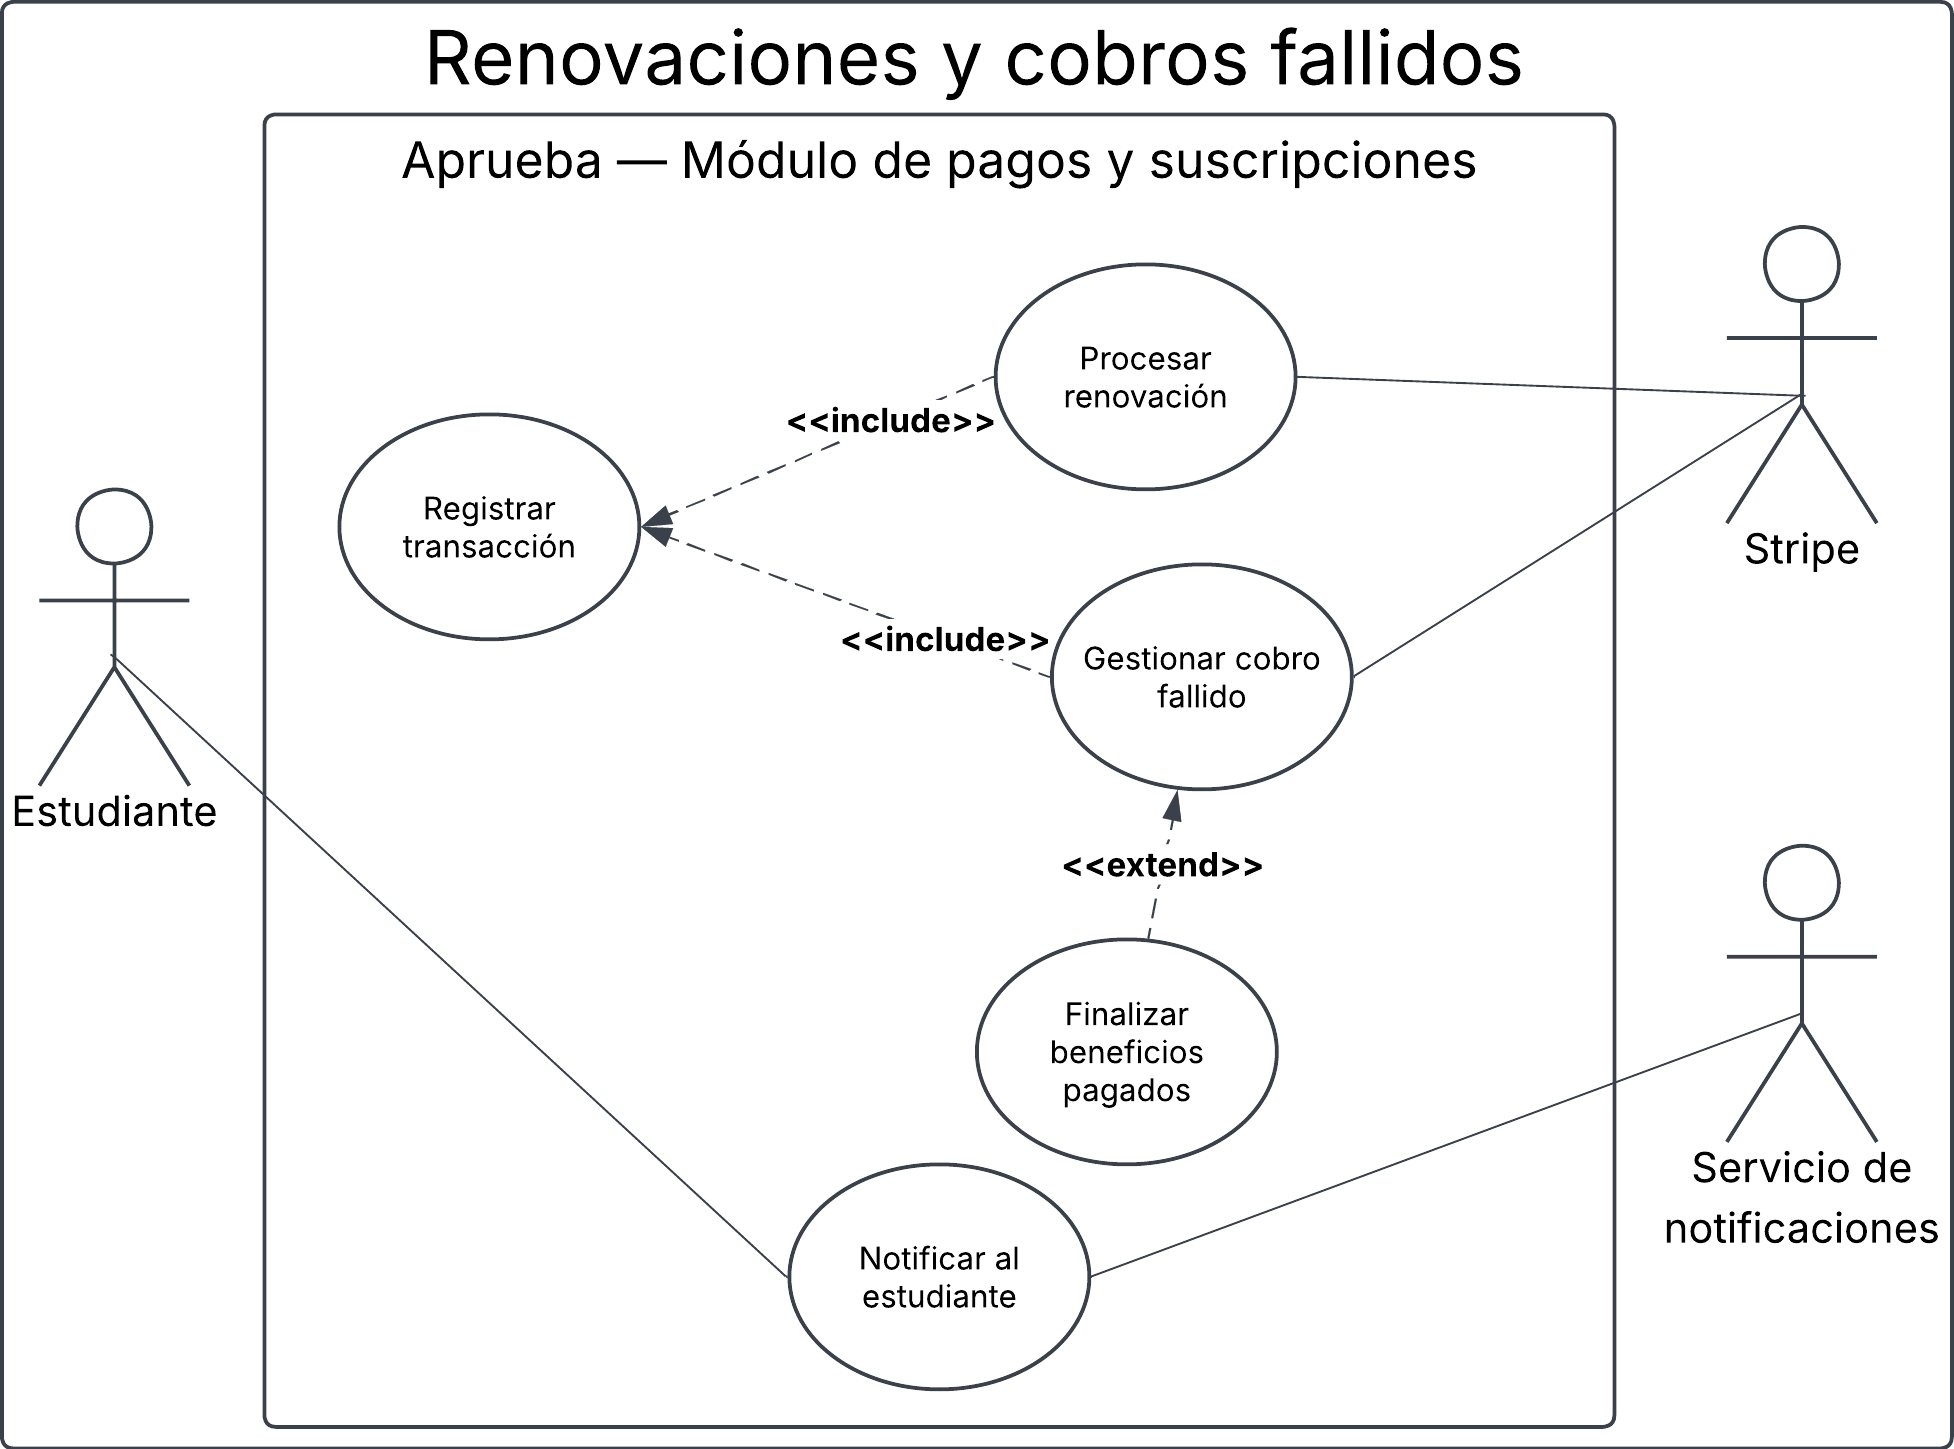 Renovaciones y cobros fallidos
Aprueba — Módulo de pagos y suscripciones
Procesar
renovación
<<include>>
Registrar
transacción
Stripe
<<include>>
Gestionar cobro
fallido
Estudiante
<<extend>>
Finalizar
beneficios
pagados
Servicio de
notificaciones
Notificar al
estudiante